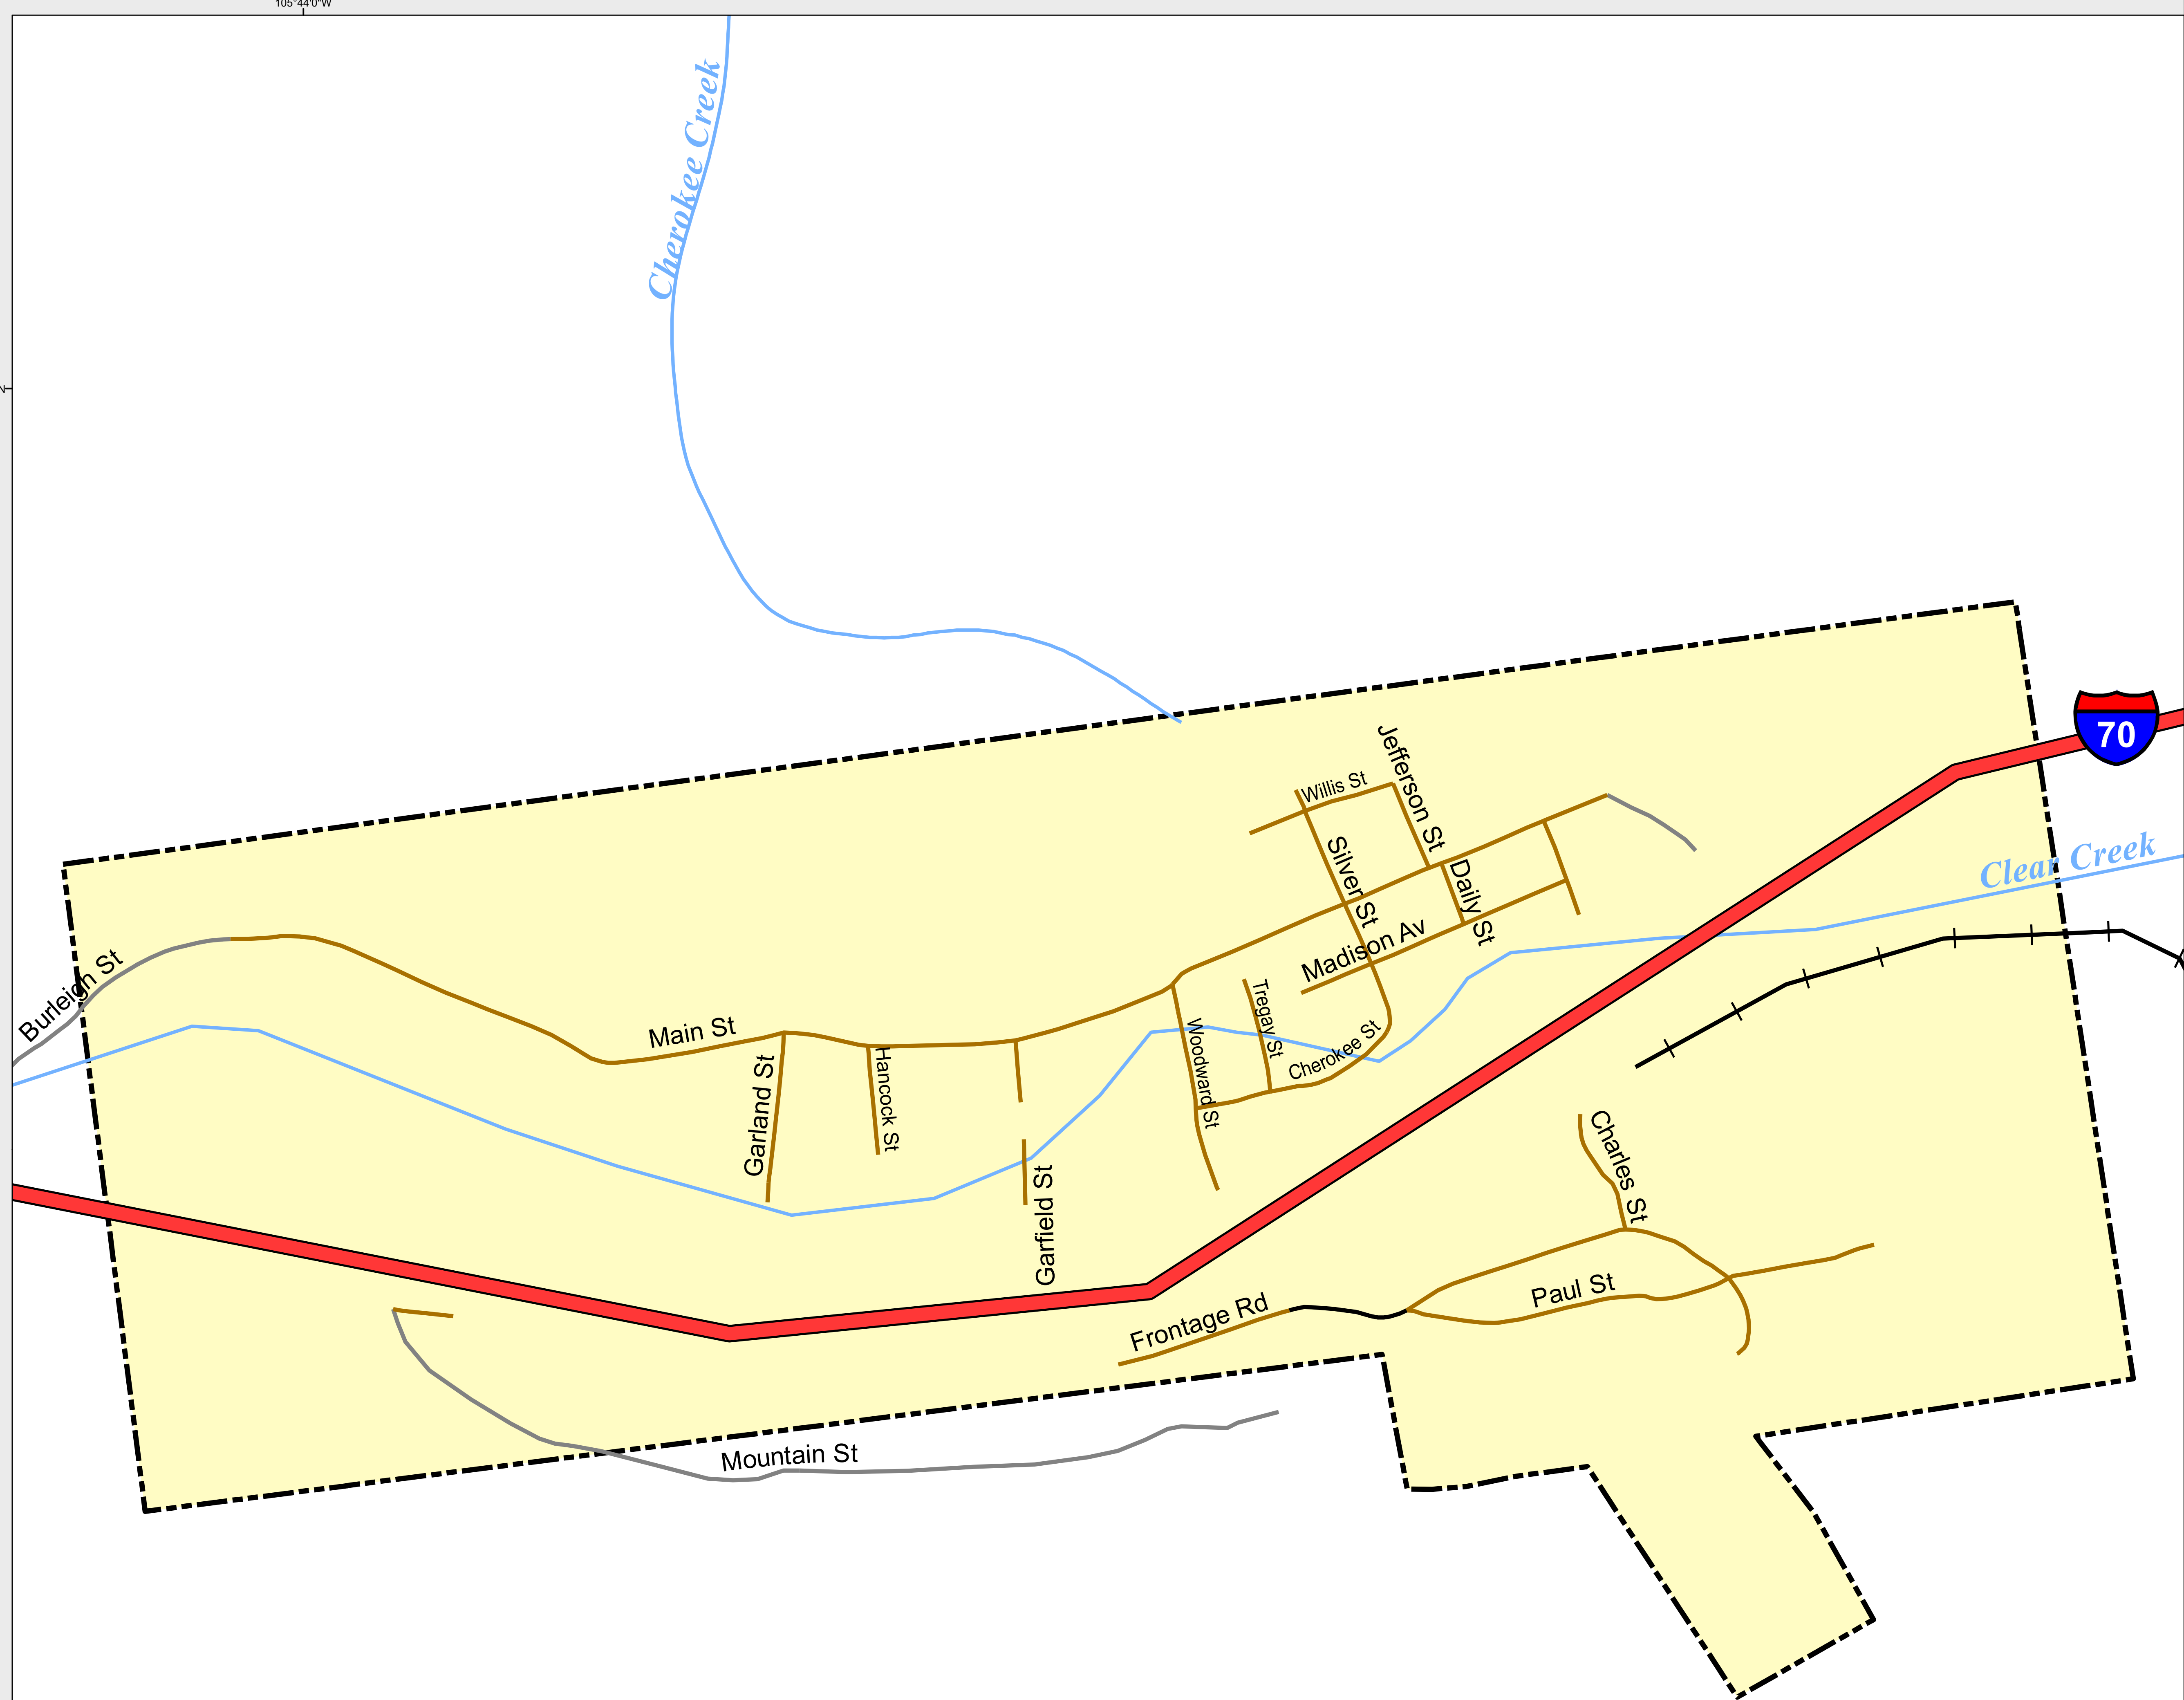 105°44'0"W
Cherokee Creek
N
70
Jefferson St
Willis St
Silver St
Daily St
Clear Creek
Madison Av
Burleigh St
Main St
Tregay St
Woodward St
Cherokee St
Garland St
Hancock St
Garfield St
Charles St
Paul St
Frontage Rd
Mountain St